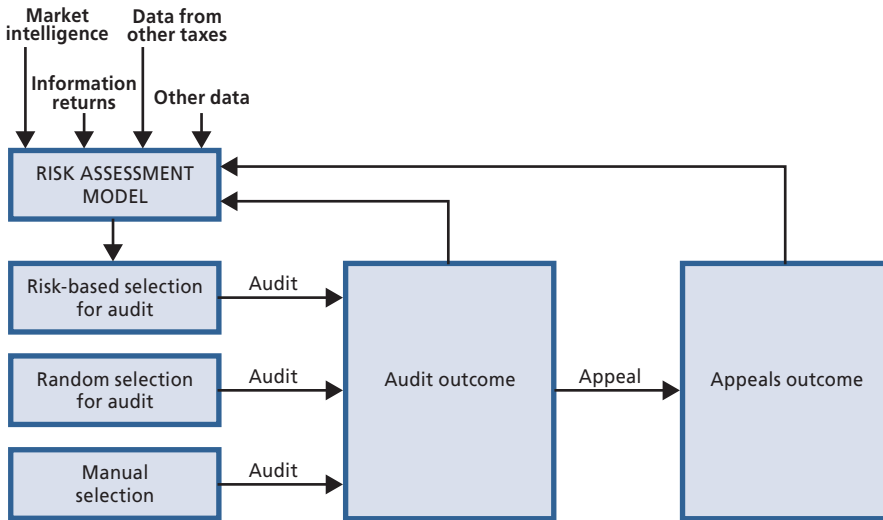 Market
intelligence
Data from
other taxes
Information
returns
Other data
RISK ASSESSMENT
MODEL
Risk-based selection
for audit
Audit
Random selection
for audit
Audit
Audit outcome
Appeal
Appeals outcome
Manual
selection
Audit